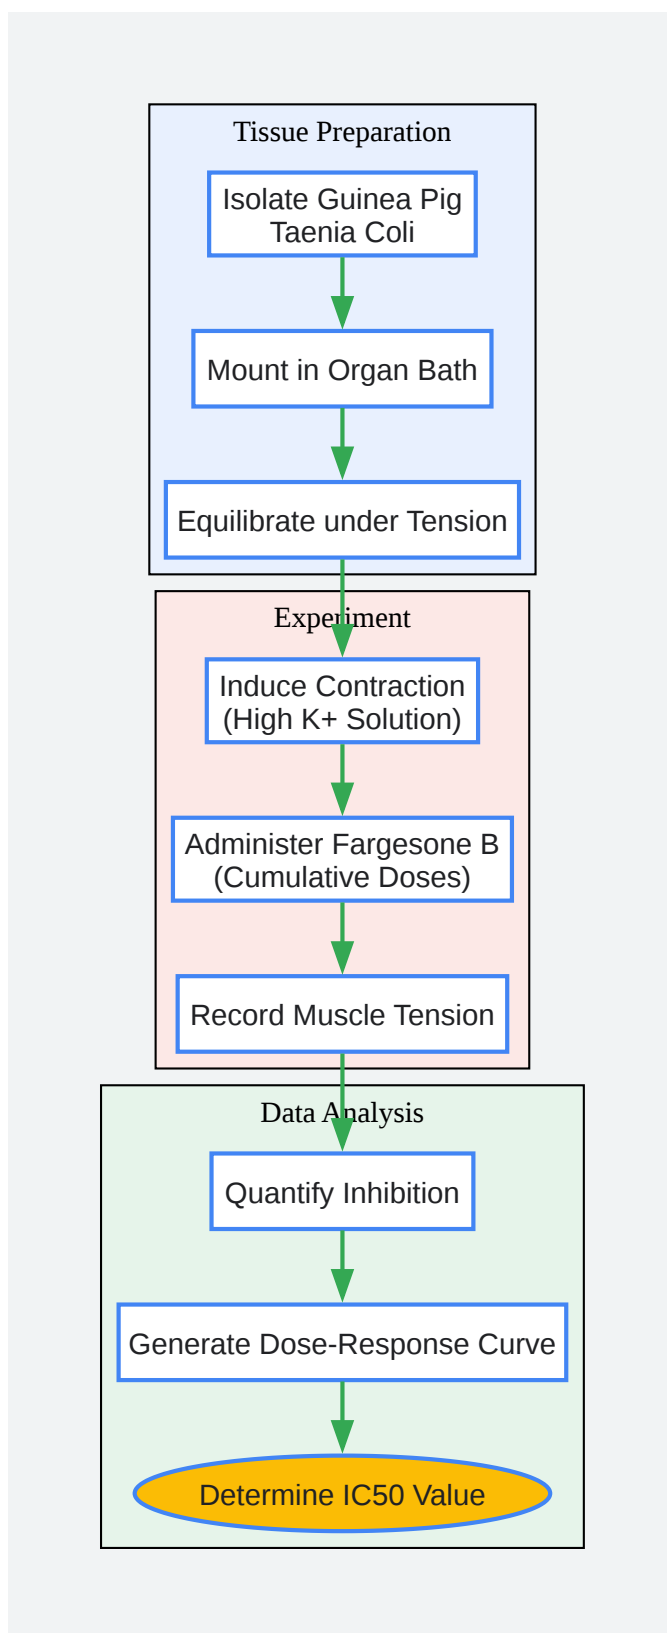 Tissue Preparation
Isolate Guinea Pig
Taenia Coli
Mount in Organ Bath
Equilibrate under Tension
Experiment
Induce Contraction
(High K+ Solution)
Administer Fargesone B
(Cumulative Doses)
Record Muscle Tension
Data Analysis
Quantify Inhibition
Generate Dose-Response Curve
Determine IC50 Value